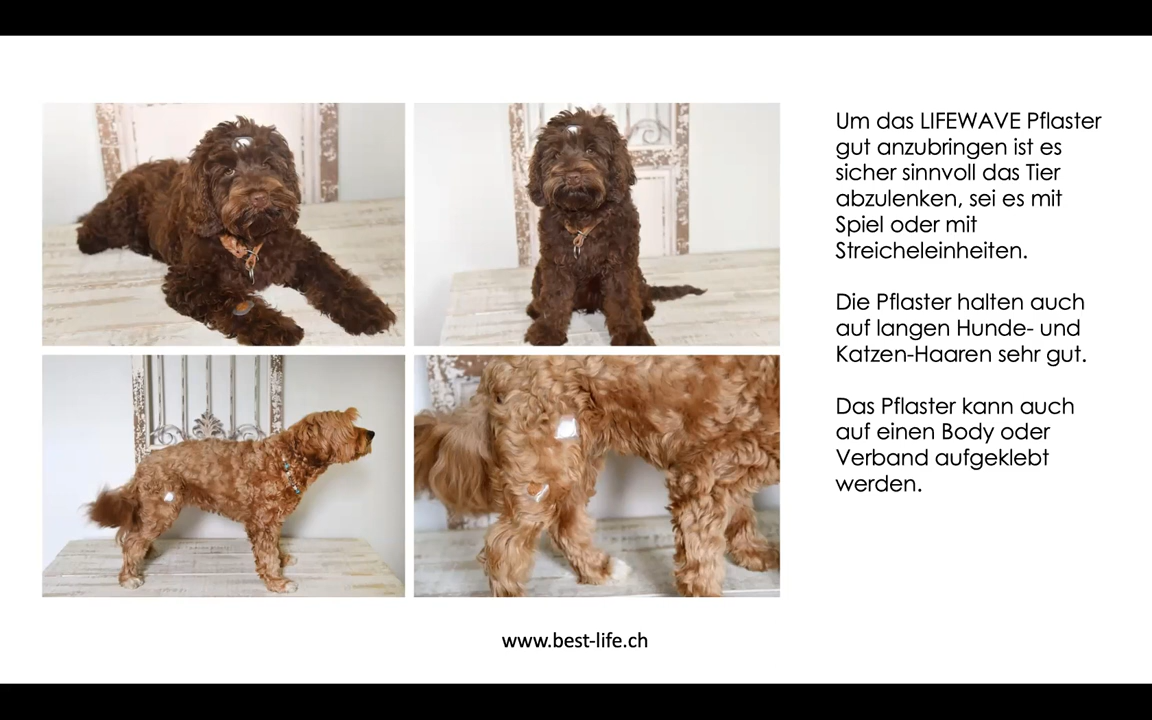 Um das LIFEWAVE Pflaster
gut anzubringen ist es
sicher sinnvoll das Tier
abzulenken, sei es mit
Spiel oder mit
Streicheleinheiten.
Die Pflaster halten auch
auf langen Hunde- und
Katzen-Haaren sehr gut.
Das Pflaster kann auch
auf einen Body oder
Verband aufgeklebt
werden.
www.best-life.ch